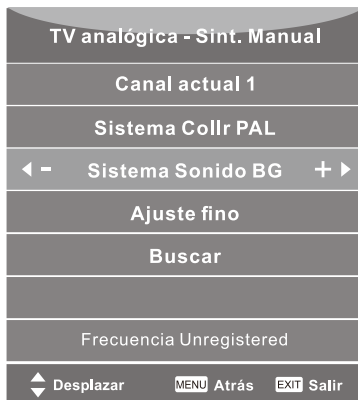 TV analógica - Sint. Manual
Canal actual 1
Sistema Collr PAL
- Sistema Sonido BG +
Ajuste fino
Buscar
Frecuencia Unregistered
Desplazar MENU Atrás EXIT Salir